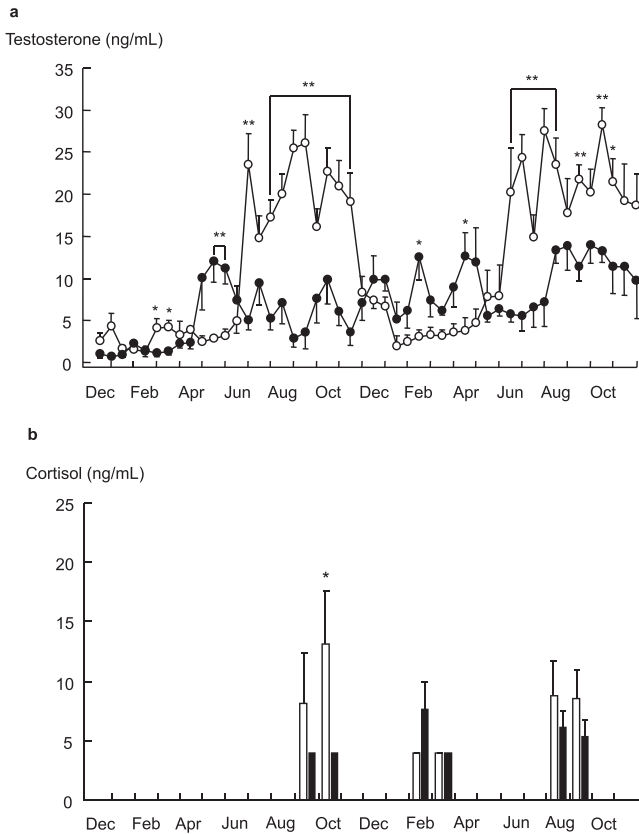 a
Testosterone (ng/mL)
35
30
25
20
15
10
5
0
** ** ** * * ** * * ** ** ** *
Dec Feb Apr Jun Aug Oct Dec Feb Apr Jun Aug Oct
b
Cortisol (ng/mL)
25
20
15
10
5
0
*
Dec Feb Apr Jun Aug Oct Dec Feb Apr Jun Aug Oct